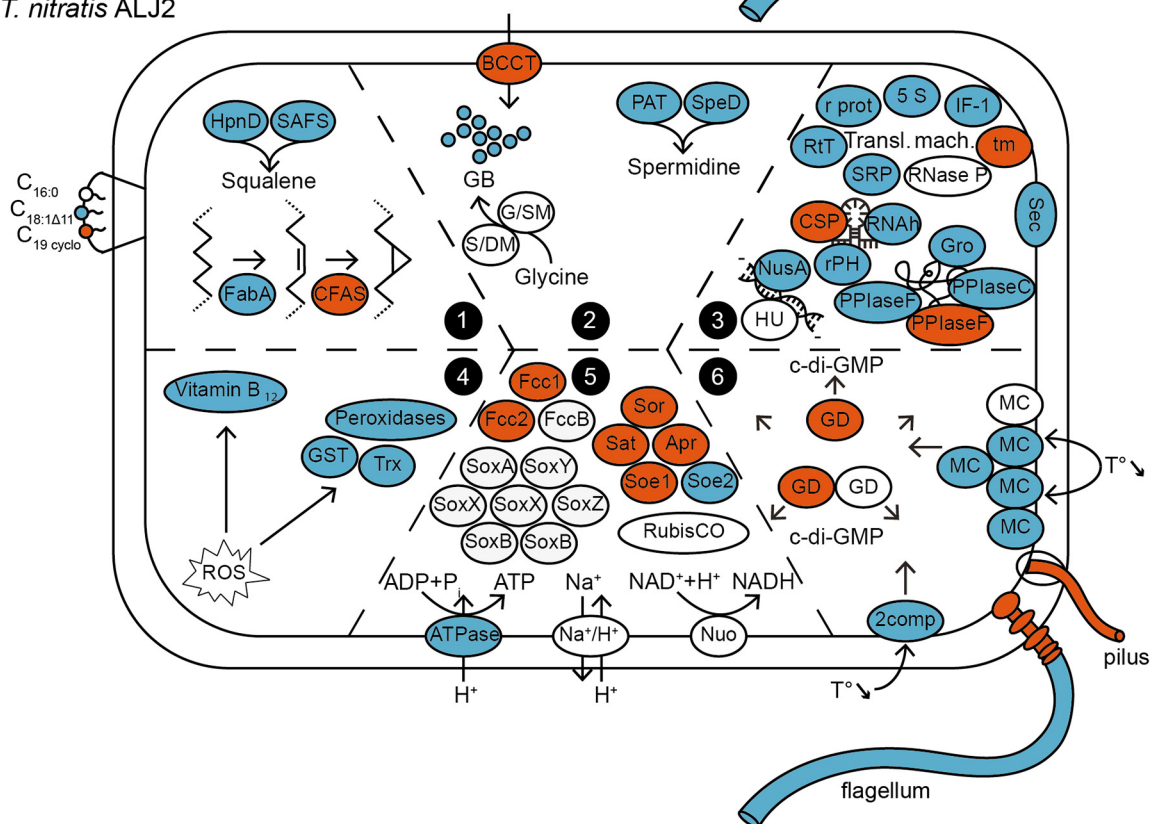 T. nitratis ALJ2
BCCT
HpnD SAFS
Squalene
C16:0
C18:1Δ11
C19 cyclo
FabA CFAS
GB
G/SM
S/DM
Glycine
PAT SpeD
Spermidine
r prot 5 S IF-1
RtT Transl. mach. tm
SRP RNase P
Sec
CSP RNAh
Gro
NusA rPH
PPIaseF PPIaseC
HU PPIaseF
1 2 3
4 5 6
Vitamin B12
Peroxidases
GST Trx
ROS
Fcc1
Fcc2 FccB
SoxA SoxY
SoxX SoxX SoxZ
SoxB SoxB
Sor
Sat Apr
Soe1 Soe2
RubisCO
ADP+Pi ATP Na+ NAD++H+ NADH
ATPase Na+/H+ Nuo
H+ H+
c-di-GMP
GD
GD GD
c-di-GMP
MC
MC
MC MC
MC
T°
2comp
T°
pilus
flagellum